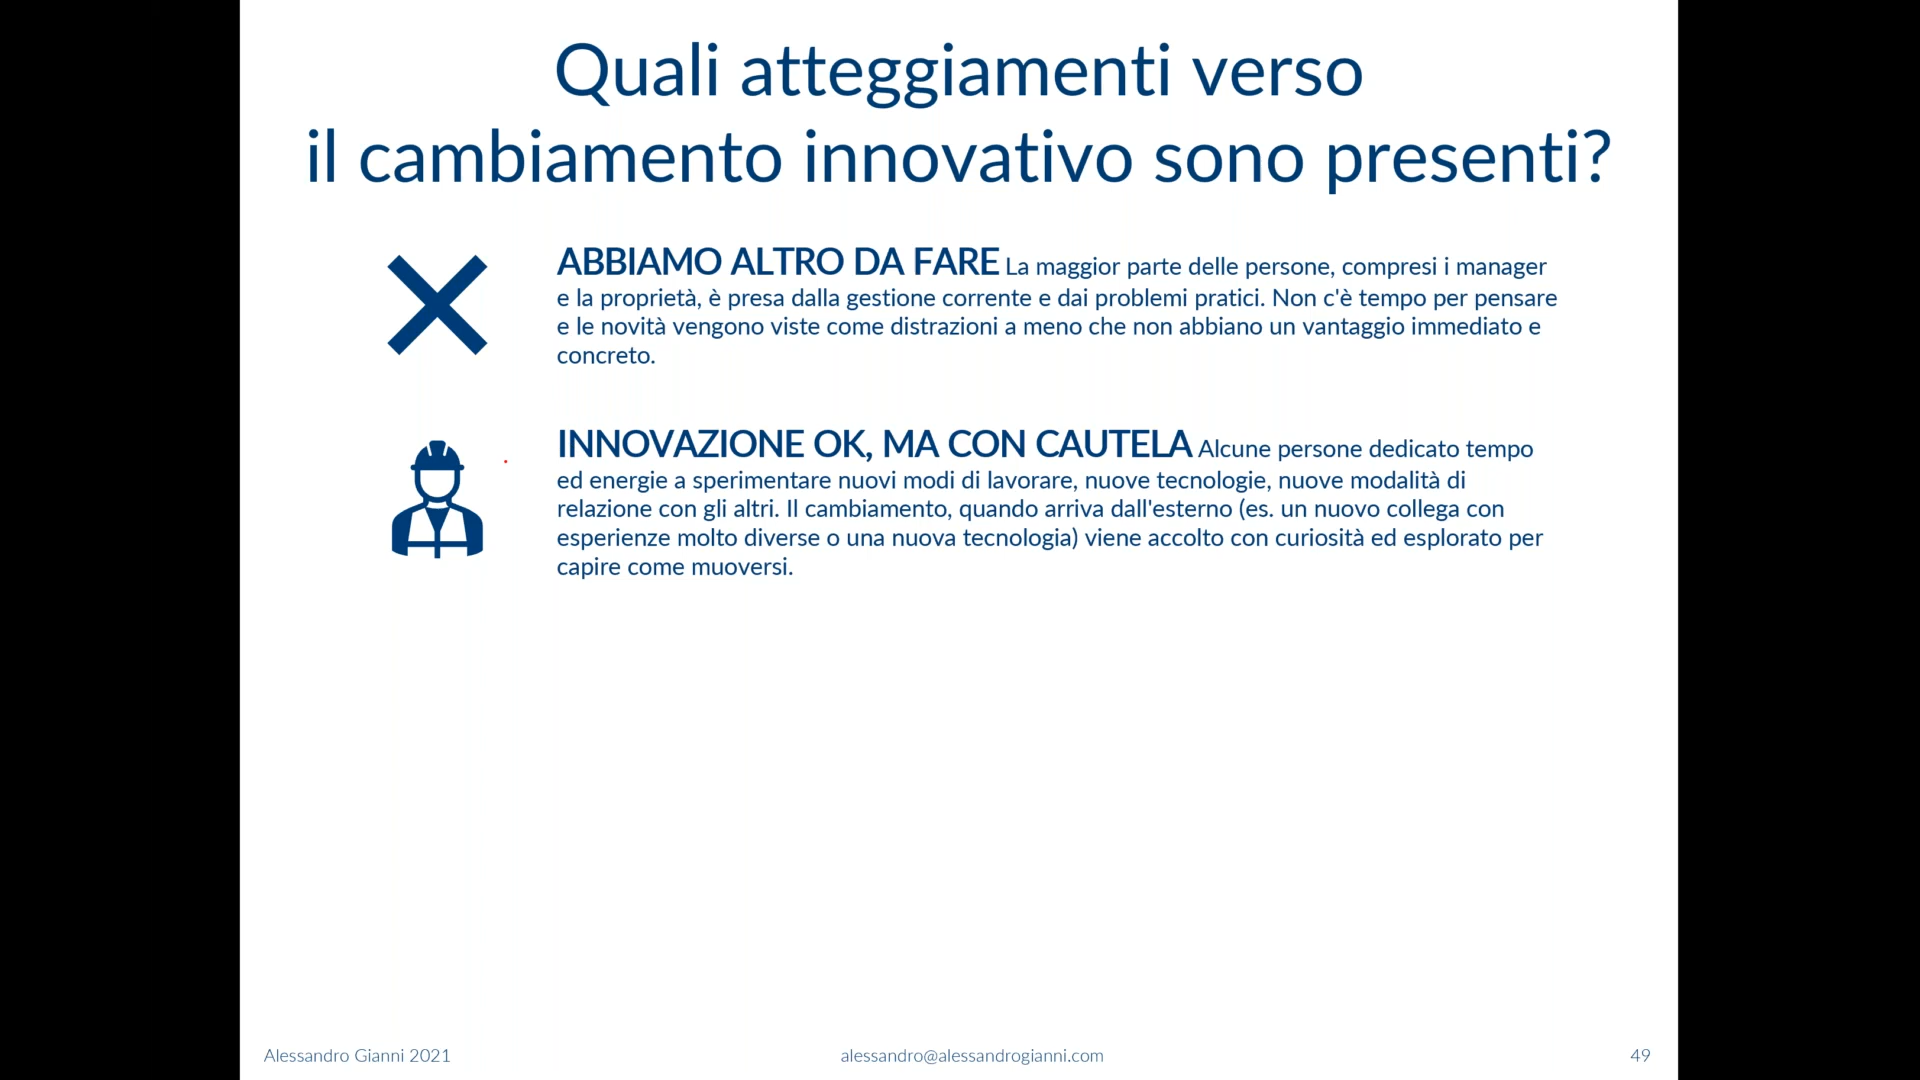 Quali atteggiamenti verso
il cambiamento innovativo sono presenti?
ABBIAMO ALTRO DA FARE La maggior parte delle persone, compresi i manager
e la proprietà, è presa dalla gestione corrente e dai problemi pratici. Non c'è tempo per pensare
e le novità vengono viste come distrazioni a meno che non abbiano un vantaggio immediato e
concreto.
INNOVAZIONE OK, MA CON CAUTELA Alcune persone dedicato tempo
ed energie a sperimentare nuovi modi di lavorare, nuove tecnologie, nuove modalità di
relazione con gli altri. Il cambiamento, quando arriva dall'esterno (es. un nuovo collega con
esperienze molto diverse o una nuova tecnologia) viene accolto con curiosità ed esplorato per
capire come muoversi.
Alessandro Gianni 2021
alessandro@alessandrogianni.com
49